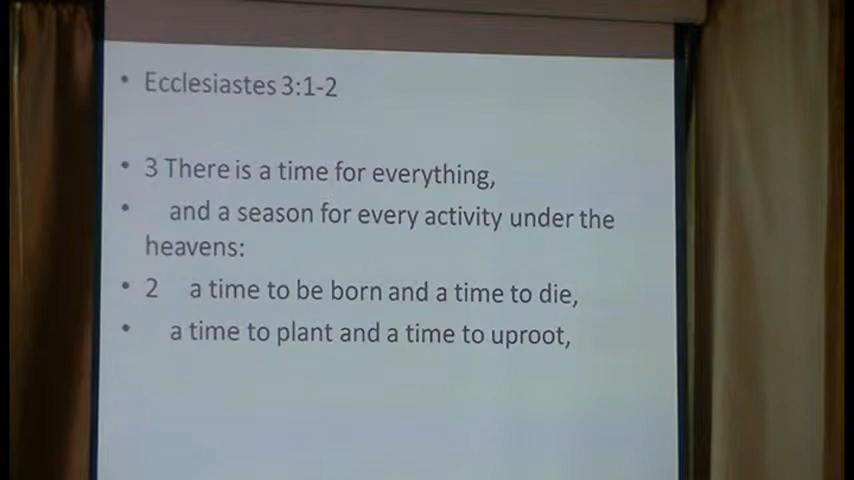 • Ecclesiastes 3:1-2
• 3 There is a time for everything,
• and a season for every activity under the
heavens:
• 2 a time to be born and a time to die,
• a time to plant and a time to uproot,